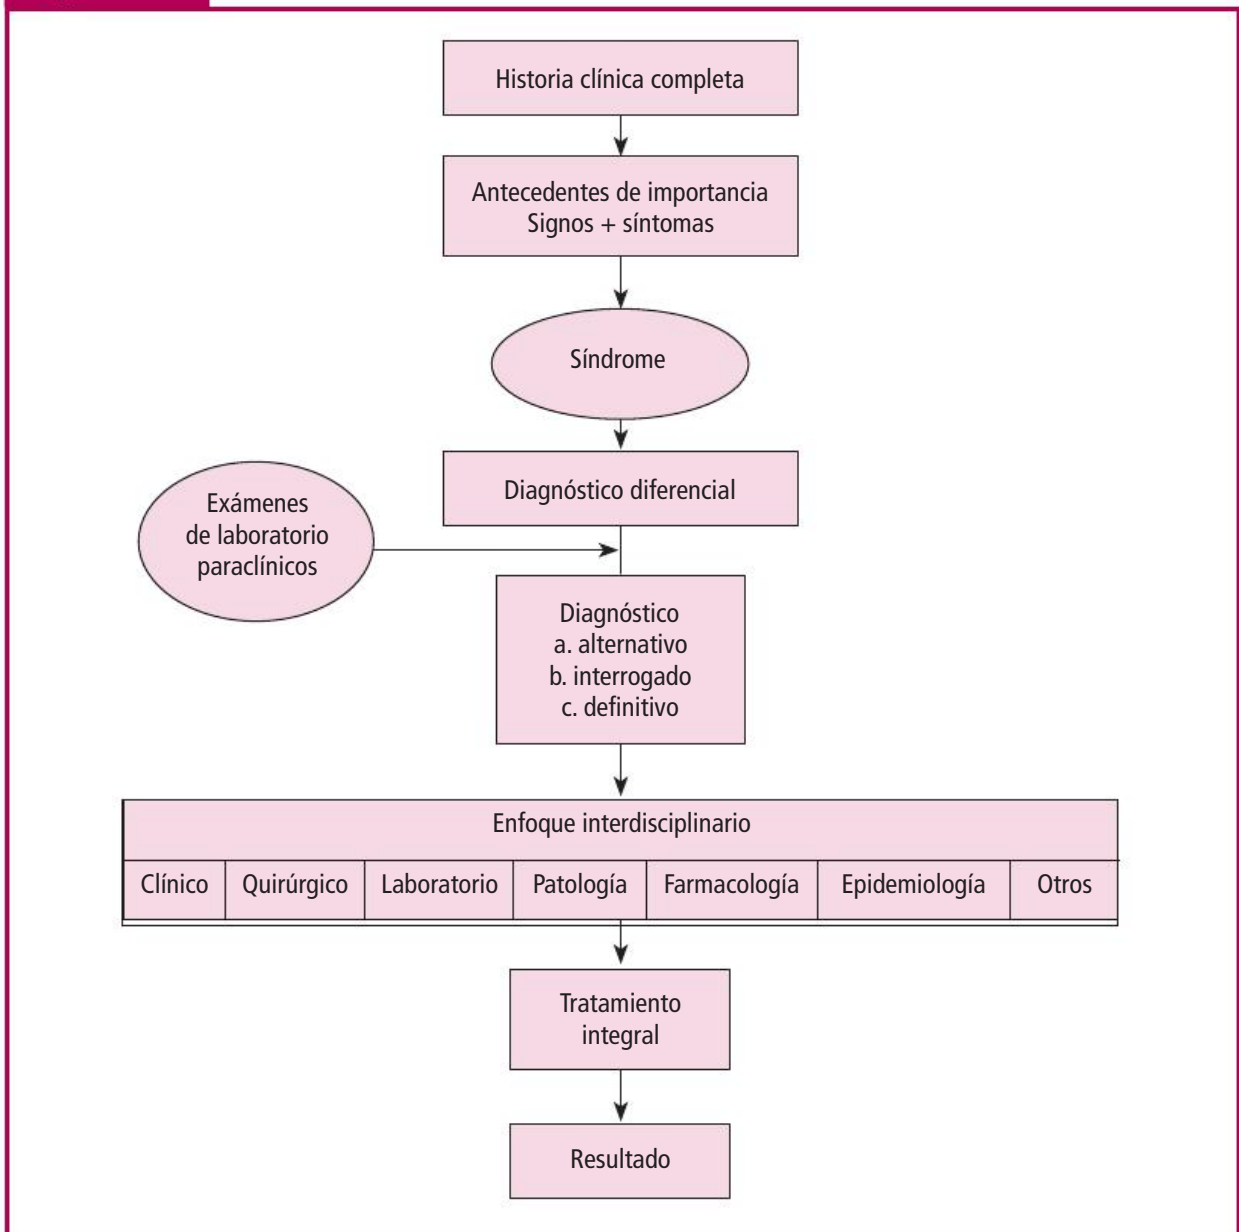 Historia clínica completa
Antecedentes de importancia
Signos + síntomas
Síndrome
Diagnóstico diferencial
Exámenes
de laboratorio
paraclínicos
Diagnóstico
a. alternativo
b. interrogado
c. definitivo
Enfoque interdisciplinario
Clínico Quirúrgico Laboratorio Patología Farmacología Epidemiología Otros
Tratamiento
integral
Resultado